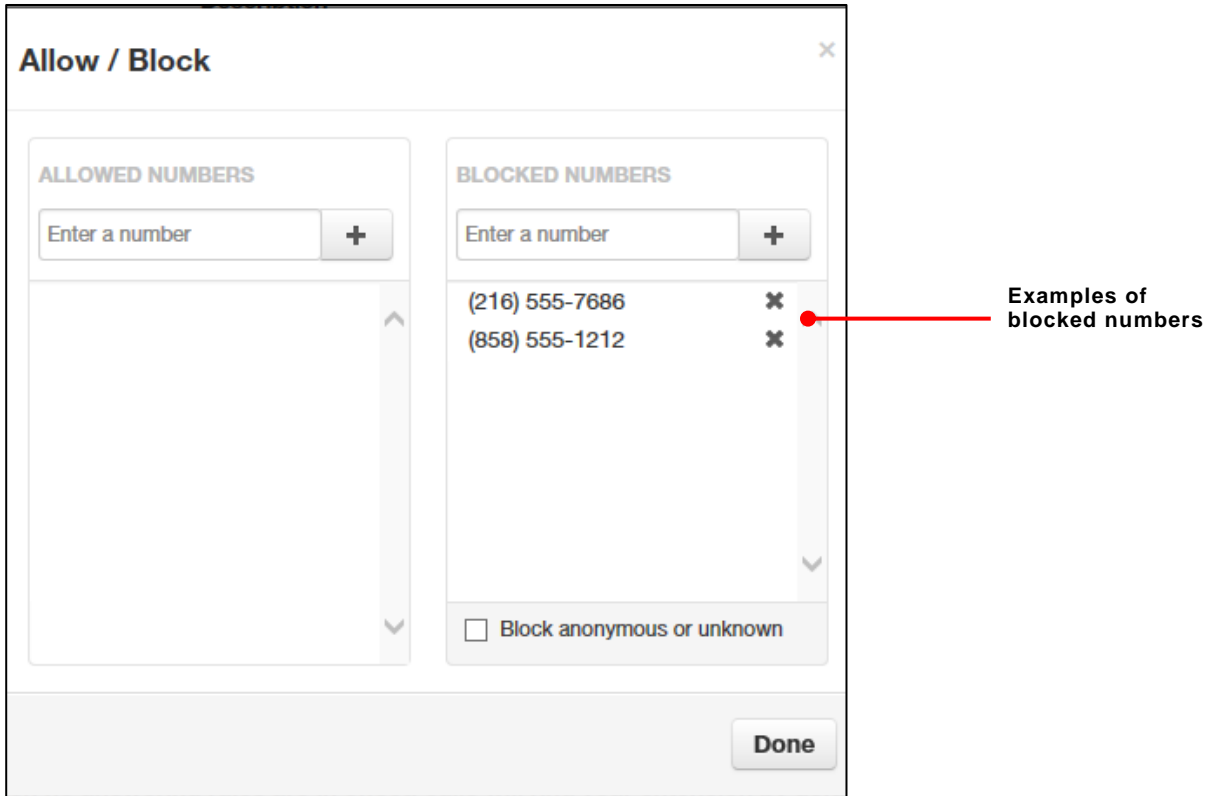 Allow / Block
×
ALLOWED NUMBERS
Enter a number
+
BLOCKED NUMBERS
Enter a number
+
(216) 555-7686 ✖
(858) 555-1212 ✖
Block anonymous or unknown
Done
Examples of
blocked numbers